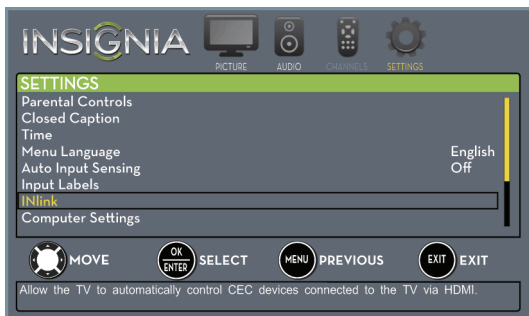 INSIGNIA
PICTURE AUDIO CHANNELS SETTINGS
SETTINGS
Parental Controls
Closed Caption
Time
Menu Language English
Auto Input Sensing Off
Input Labels
INlink
Computer Settings
MOVE OK ENTER SELECT MENU PREVIOUS EXIT EXIT
Allow the TV to automatically control CEC devices connected to the TV via HDMI.